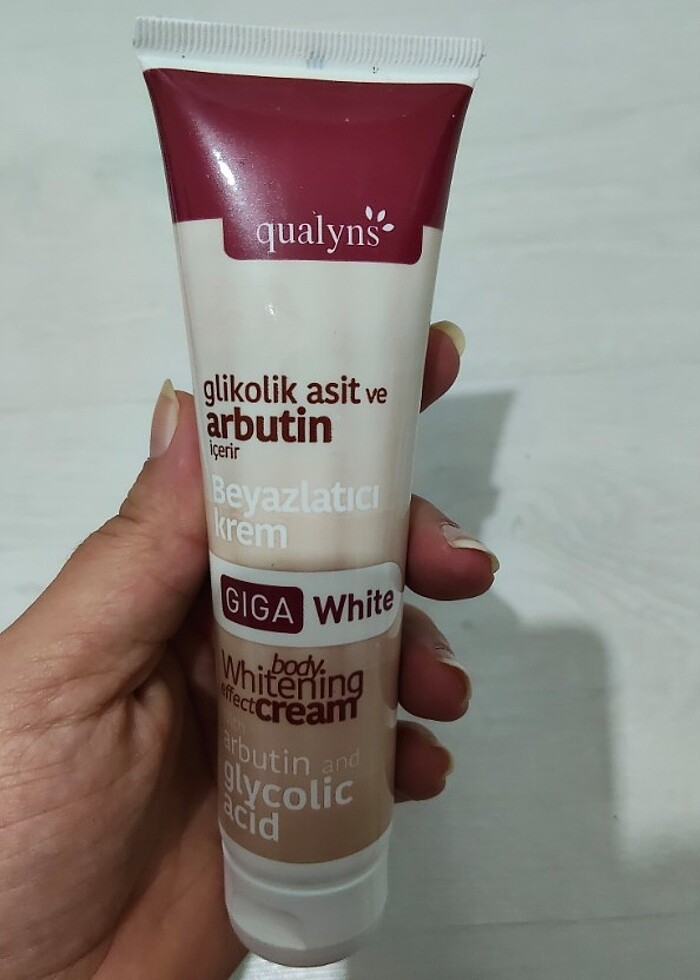 qualyns
glikolik asit ve
arbutin
içerir
Beyazlatıcı
krem
GIGA White
body
Whitening
effect cream
with
arbutin and
glycolic
acid